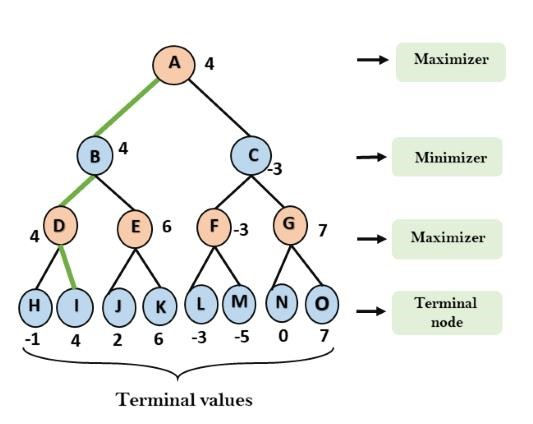 A 4 Maximizer
B 4 C -3 Minimizer
4 D E 6 F -3 G 7 Maximizer
H I J K L M N O Terminal
node
-1 4 2 6 -3 -5 0 7
Terminal values